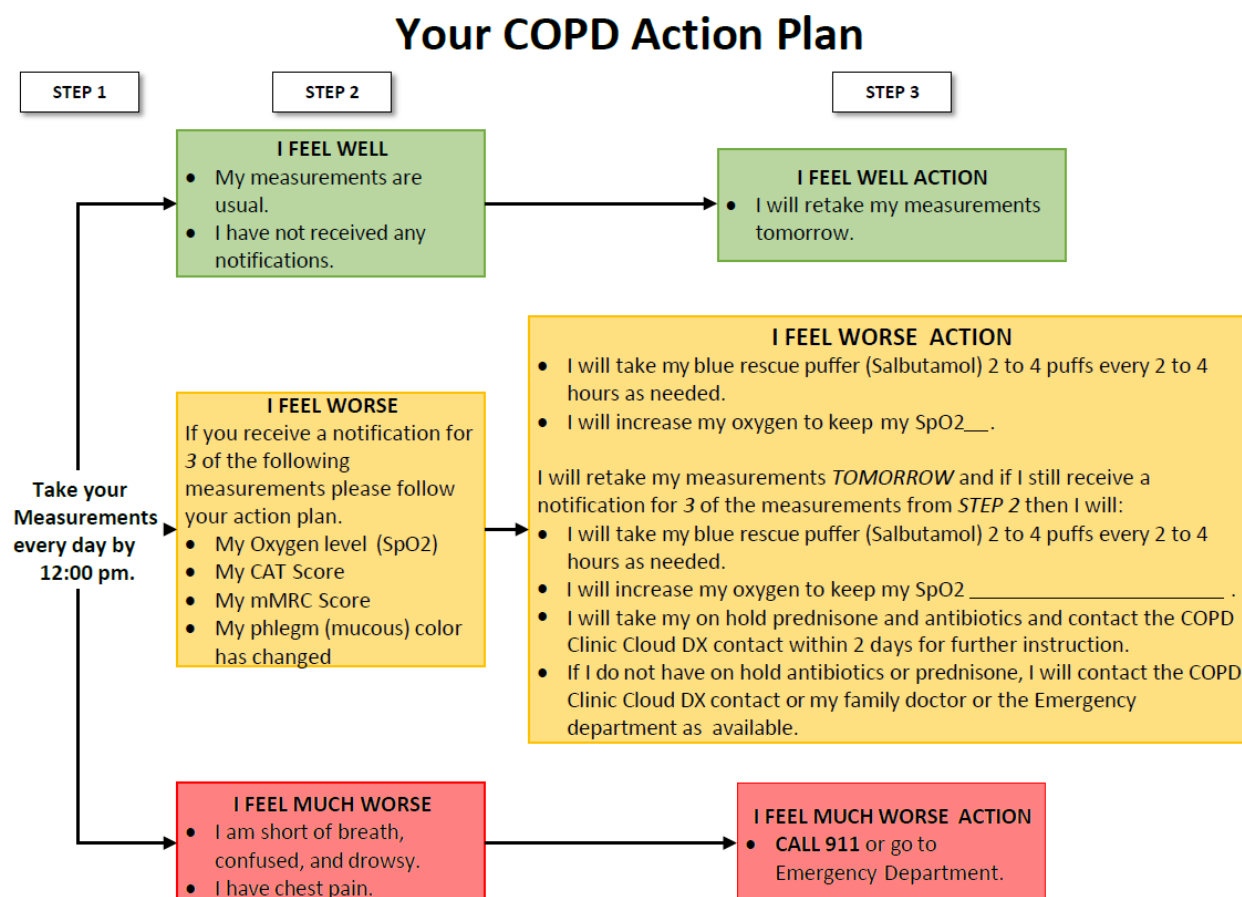 Your COPD Action Plan
STEP 1
STEP 2
STEP 3
I FEEL WELL
• My measurements are
usual.
• I have not received any
notifications.
I FEEL WELL ACTION
• I will retake my measurements
tomorrow.
Take your
Measurements
every day by
12:00 pm.
I FEEL WORSE
If you receive a notification for
3 of the following
measurements please follow
your action plan.
• My Oxygen level (SpO2)
• My CAT Score
• My mMRC Score
• My phlegm (mucous) color
has changed
I FEEL WORSE ACTION
• I will take my blue rescue puffer (Salbutamol) 2 to 4 puffs every 2 to 4
hours as needed.
• I will increase my oxygen to keep my SpO2__.
I will retake my measurements TOMORROW and if I still receive a
notification for 3 of the measurements from STEP 2 then I will:
• I will take my blue rescue puffer (Salbutamol) 2 to 4 puffs every 2 to 4
hours as needed.
• I will increase my oxygen to keep my SpO2 ______________________ .
• I will take my on hold prednisone and antibiotics and contact the COPD
Clinic Cloud DX contact within 2 days for further instruction.
• If I do not have on hold antibiotics or prednisone, I will contact the COPD
Clinic Cloud DX contact or my family doctor or the Emergency
department as available.
I FEEL MUCH WORSE
• I am short of breath,
confused, and drowsy.
• I have chest pain.
I FEEL MUCH WORSE ACTION
• CALL 911 or go to
Emergency Department.